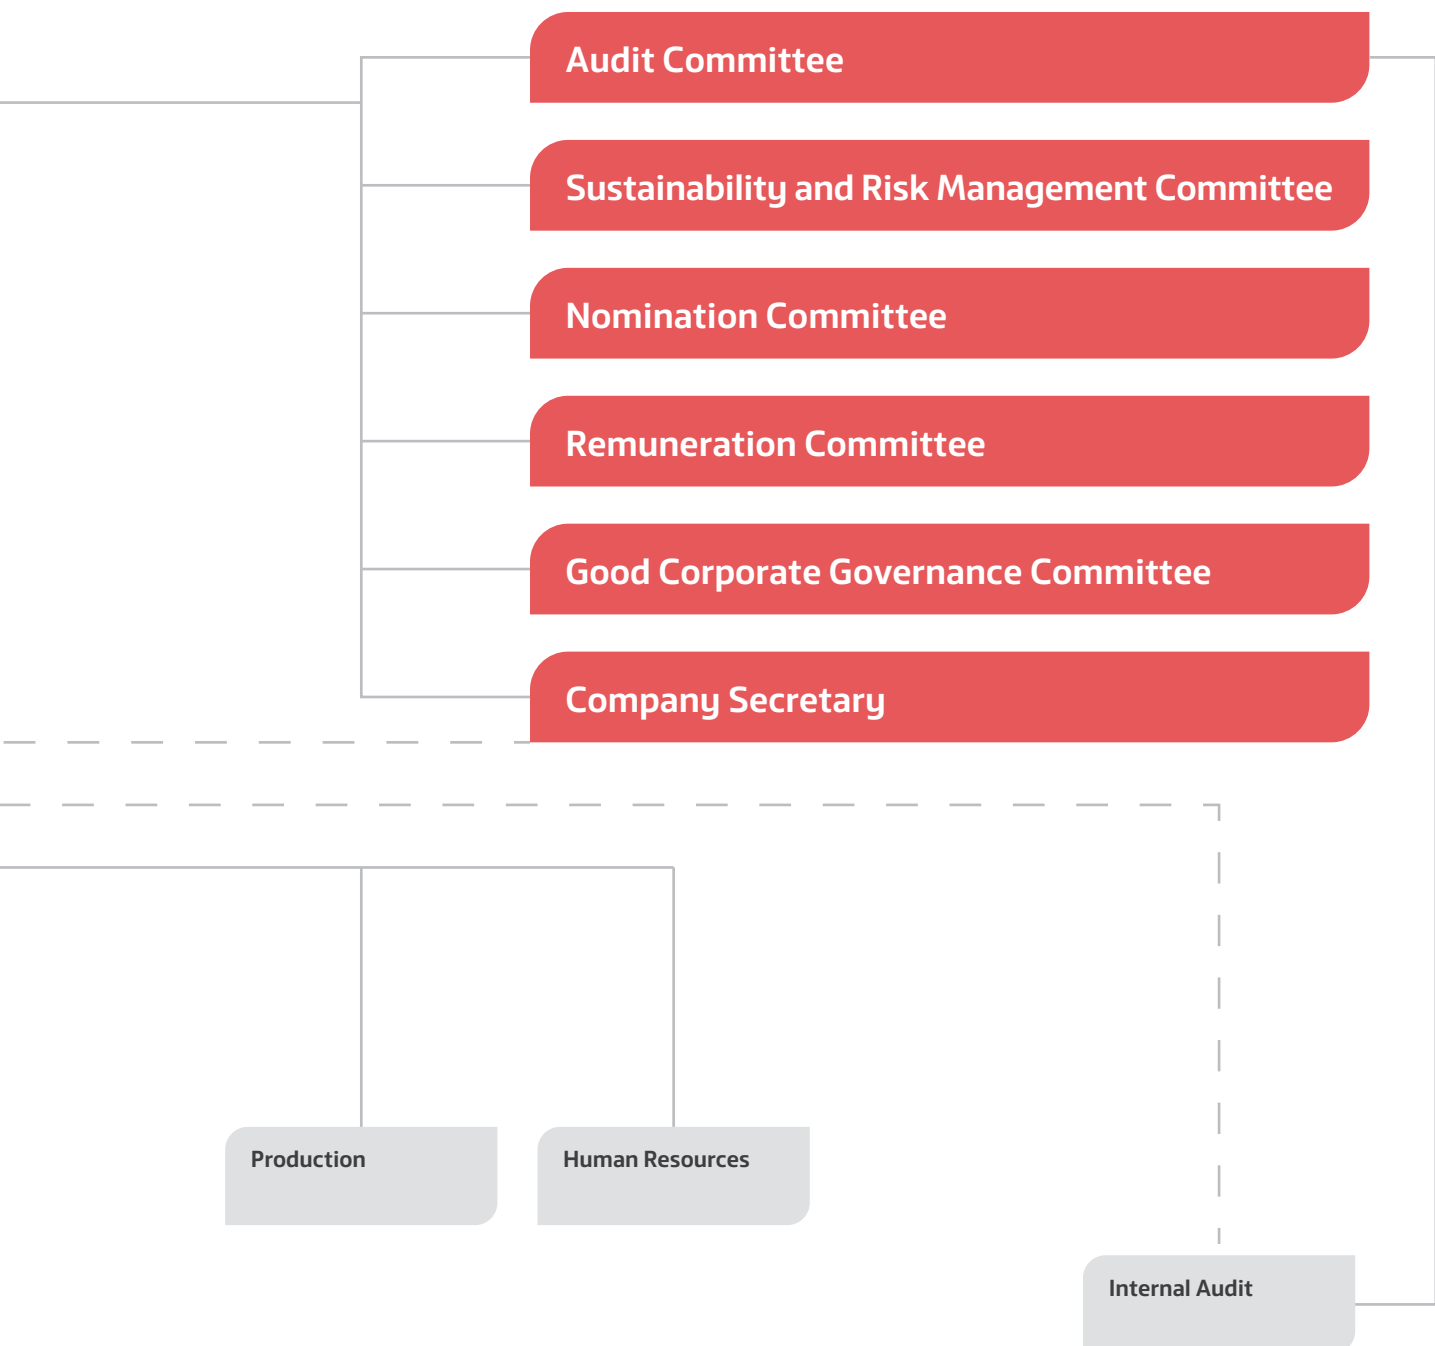 Audit Committee
Sustainability and Risk Management Committee
Nomination Committee
Remuneration Committee
Good Corporate Governance Committee
Company Secretary
Production
Human Resources
Internal Audit